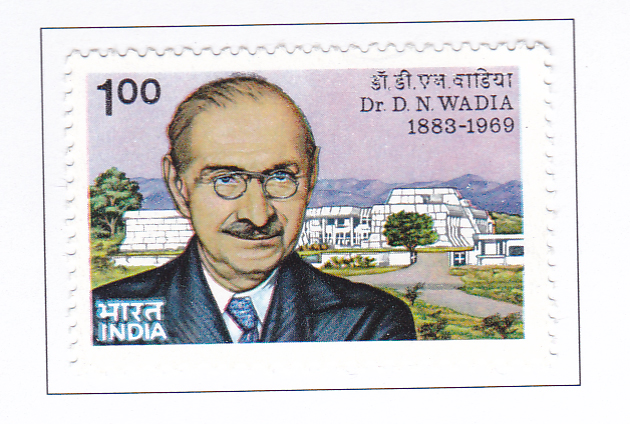 1.00
डॉ. डी. एन. वाडिया
Dr. D. N. WADIA
1883-1969
भारत
INDIA